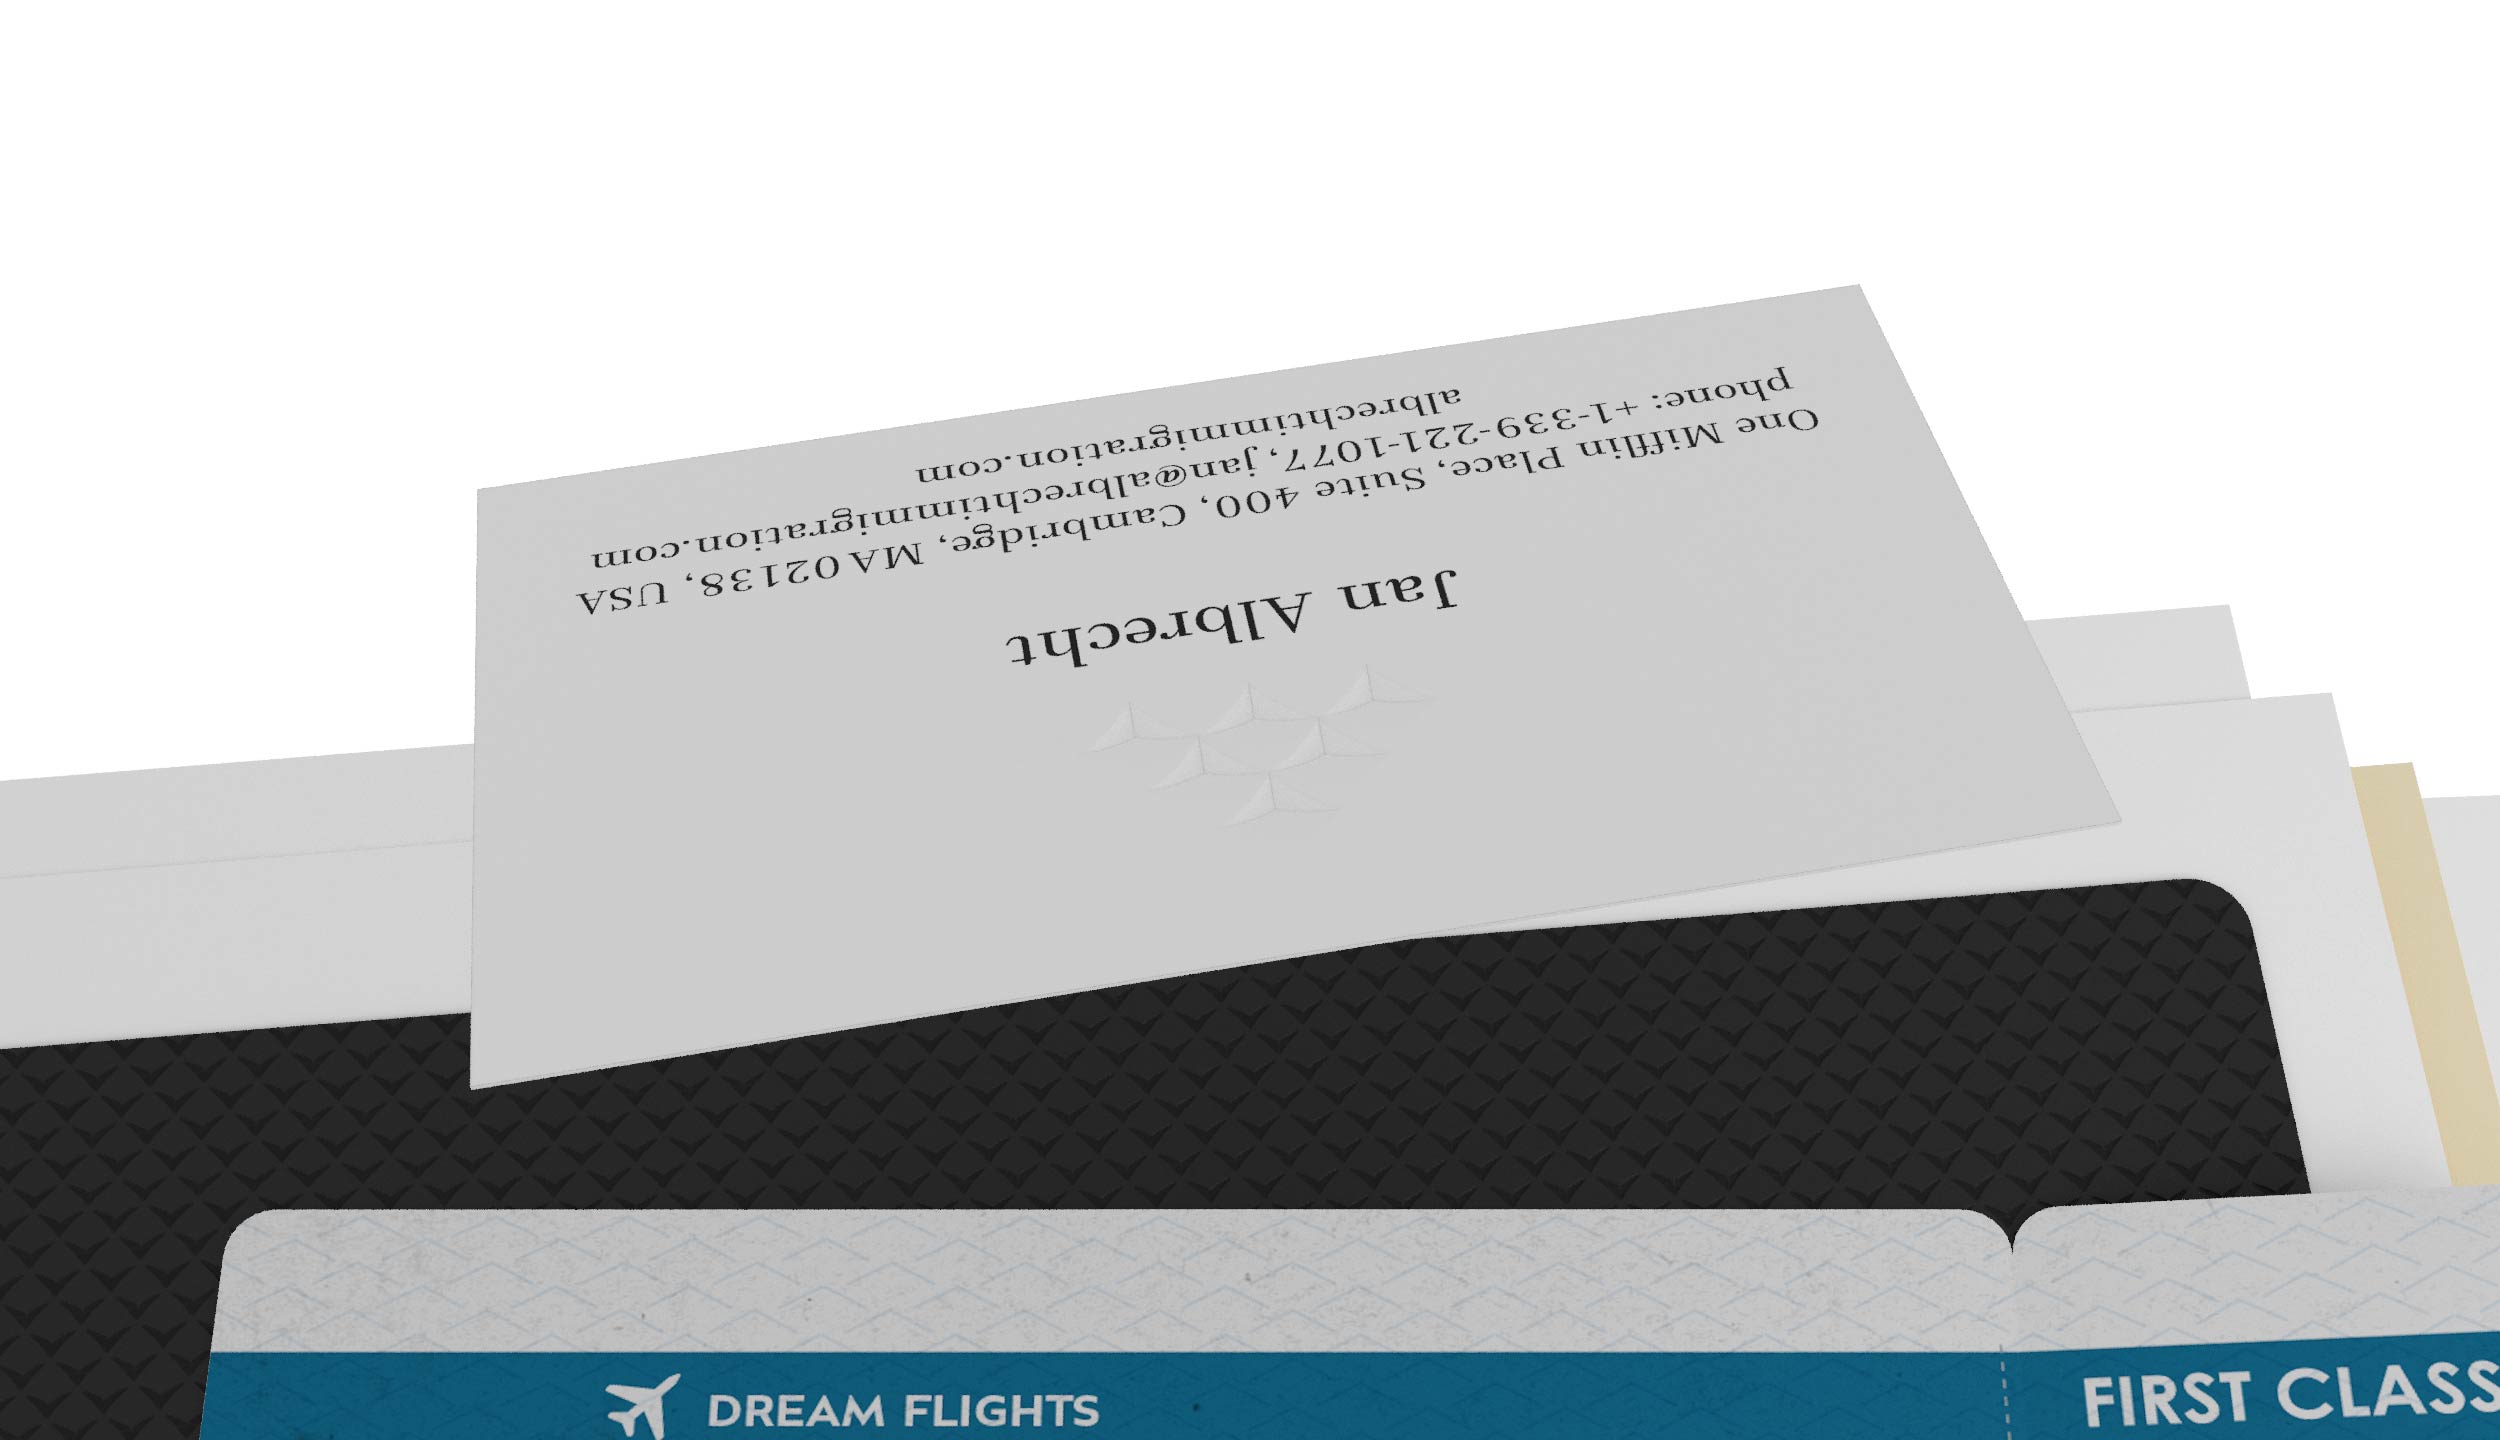 Jan Albrecht
One Mifflin Place, Suite 400, Cambridge, MA 02138, USA
phone: +1-339-221-1077, jan@albrechtimmigration.com
albrechtimmigration.com
DREAM FLIGHTS
FIRST CLASS